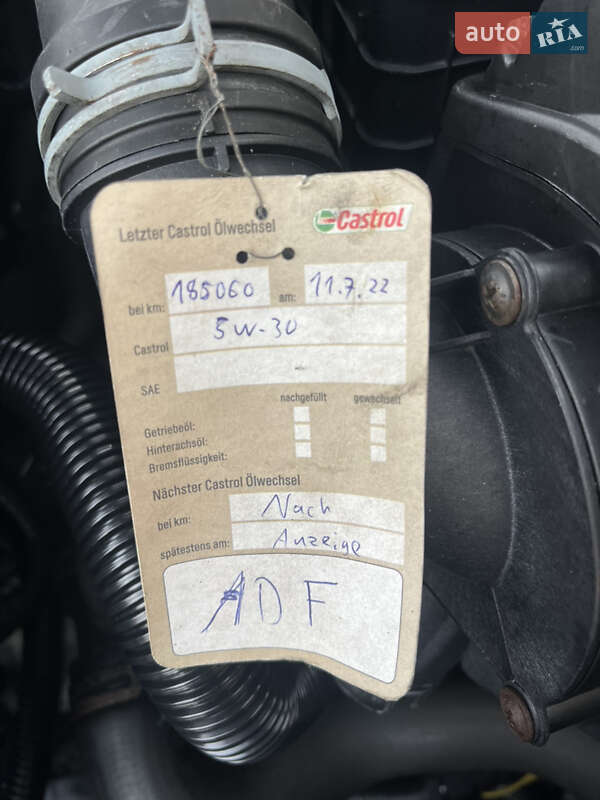 auto RIA .com
Letzter Castrol Ölwechsel Castrol
bei km: 185060 am: 11.7.22
Castrol 5W-30
SAE
nachgefüllt gewechselt
Getriebeöl:
Hinterachsöl:
Bremsflüssigkeit:
Nächster Castrol Ölwechsel
bei km: Nach
spätestens am: Anzeige
ADF